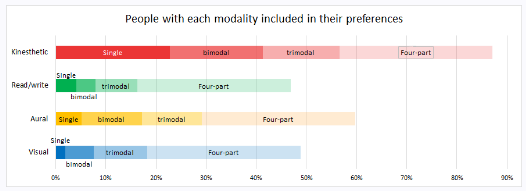 People with each modality included in their preferences
Kinesthetic Single bimodal trimodal Four-part
Single
Read/write trimodal Four-part
bimodal
Aural Single bimodal trimodal Four-part
Single
Visual trimodal Four-part
bimodal
0% 10% 20% 30% 40% 50% 60% 70% 80% 90%